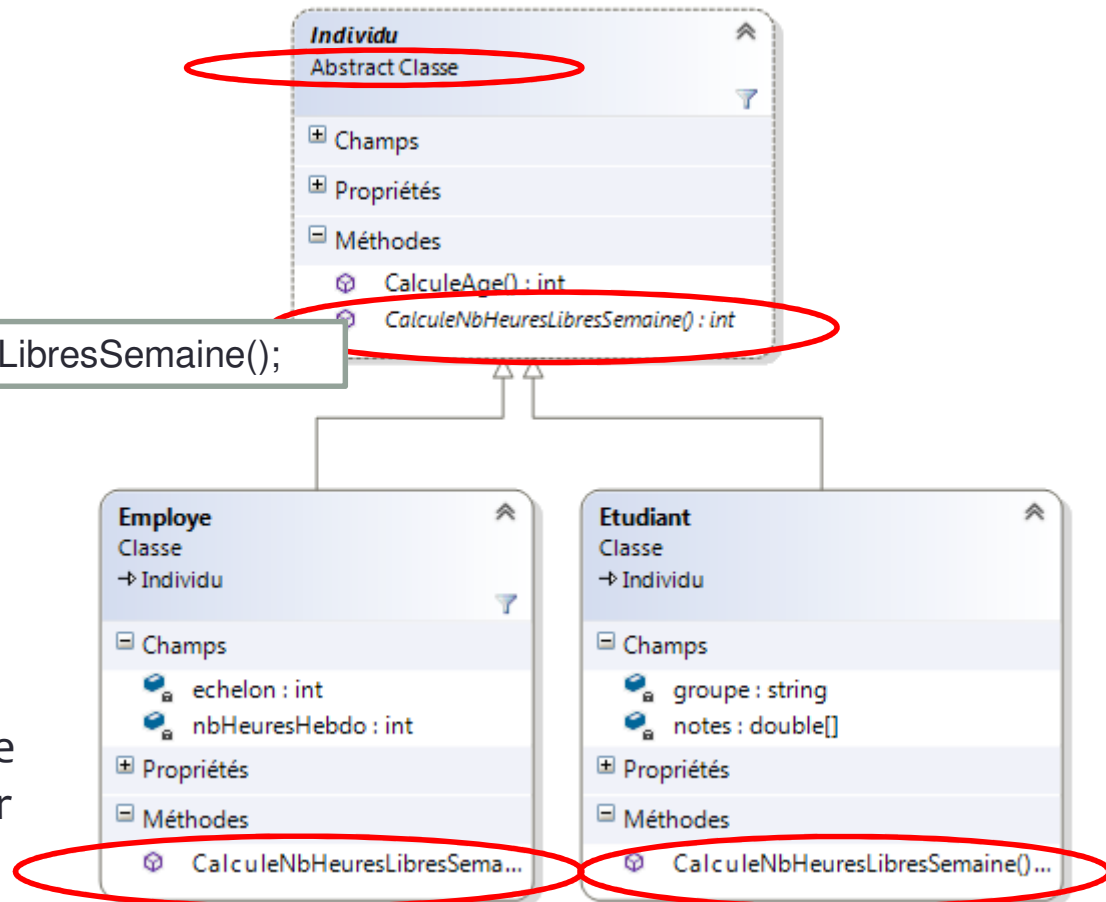 Individu
Abstract Classe
Champs
Propriétés
Méthodes
CalculeAge() : int
CalculeNbHeuresLibresSemaine() : int
LibresSemaine();
Employe
Classe
Individu
Champs
echelon : int
nbHeuresHebdo : int
Propriétés
Méthodes
CalculeNbHeuresLibresSema...
Etudiant
Classe
Individu
Champs
groupe : string
notes : double[]
Propriétés
Méthodes
CalculeNbHeuresLibresSemaine()...
e
r